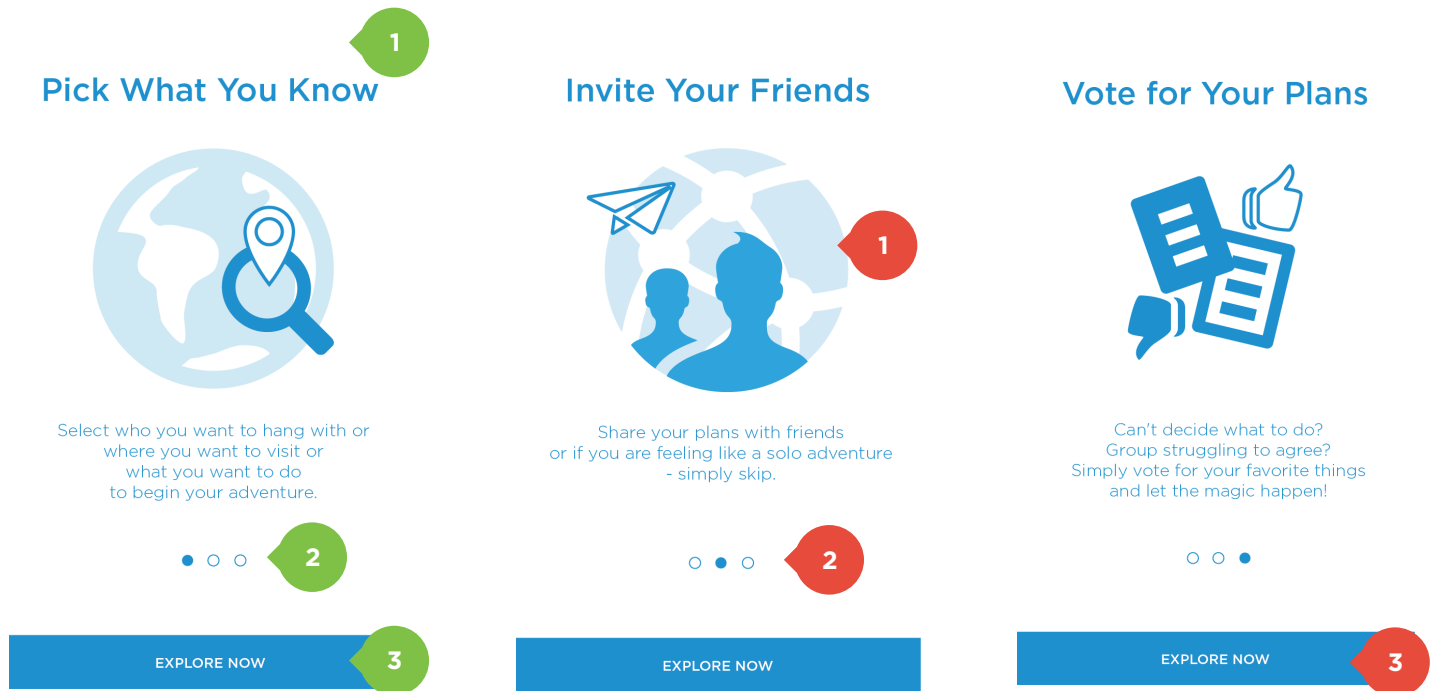 1
Pick What You Know
Select who you want to hang with or
where you want to visit or
what you want to do
to begin your adventure.
2
EXPLORE NOW
3
Invite Your Friends
1
Share your plans with friends
or if you are feeling like a solo adventure
- simply skip.
2
EXPLORE NOW
Vote for Your Plans
Can't decide what to do?
Group struggling to agree?
Simply vote for your favorite things
and let the magic happen!
EXPLORE NOW
3